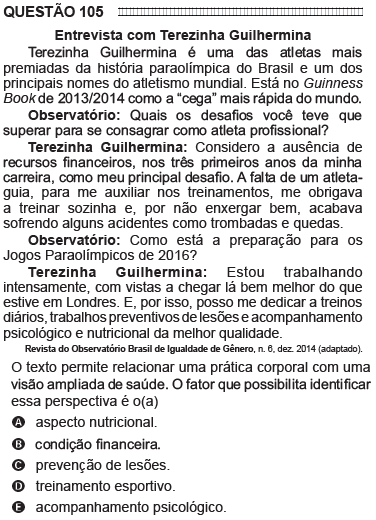 QUESTÃO 105
Entrevista com Terezinha Guilhermina
Terezinha Guilhermina é uma das atletas mais
premiadas da história paraolímpica do Brasil e um dos
principais nomes do atletismo mundial. Está no Guinness
Book de 2013/2014 como a “cega” mais rápida do mundo.
Observatório: Quais os desafios você teve que
superar para se consagrar como atleta profissional?
Terezinha Guilhermina: Considero a ausência de
recursos financeiros, nos três primeiros anos da minha
carreira, como meu principal desafio. A falta de um atleta-
guia, para me auxiliar nos treinamentos, me obrigava
a treinar sozinha e, por não enxergar bem, acabava
sofrendo alguns acidentes como trombadas e quedas.
Observatório: Como está a preparação para os
Jogos Paraolímpicos de 2016?
Terezinha Guilhermina: Estou trabalhando
intensamente, com vistas a chegar lá bem melhor do que
estive em Londres. E, por isso, posso me dedicar a treinos
diários, trabalhos preventivos de lesões e acompanhamento
psicológico e nutricional da melhor qualidade.
Revista do Observatório Brasil de Igualdade de Gênero, n. 6, dez. 2014 (adaptado).
O texto permite relacionar uma prática corporal com uma
visão ampliada de saúde. O fator que possibilita identificar
essa perspectiva é o(a)
A aspecto nutricional.
B condição financeira.
C prevenção de lesões.
D treinamento esportivo.
E acompanhamento psicológico.